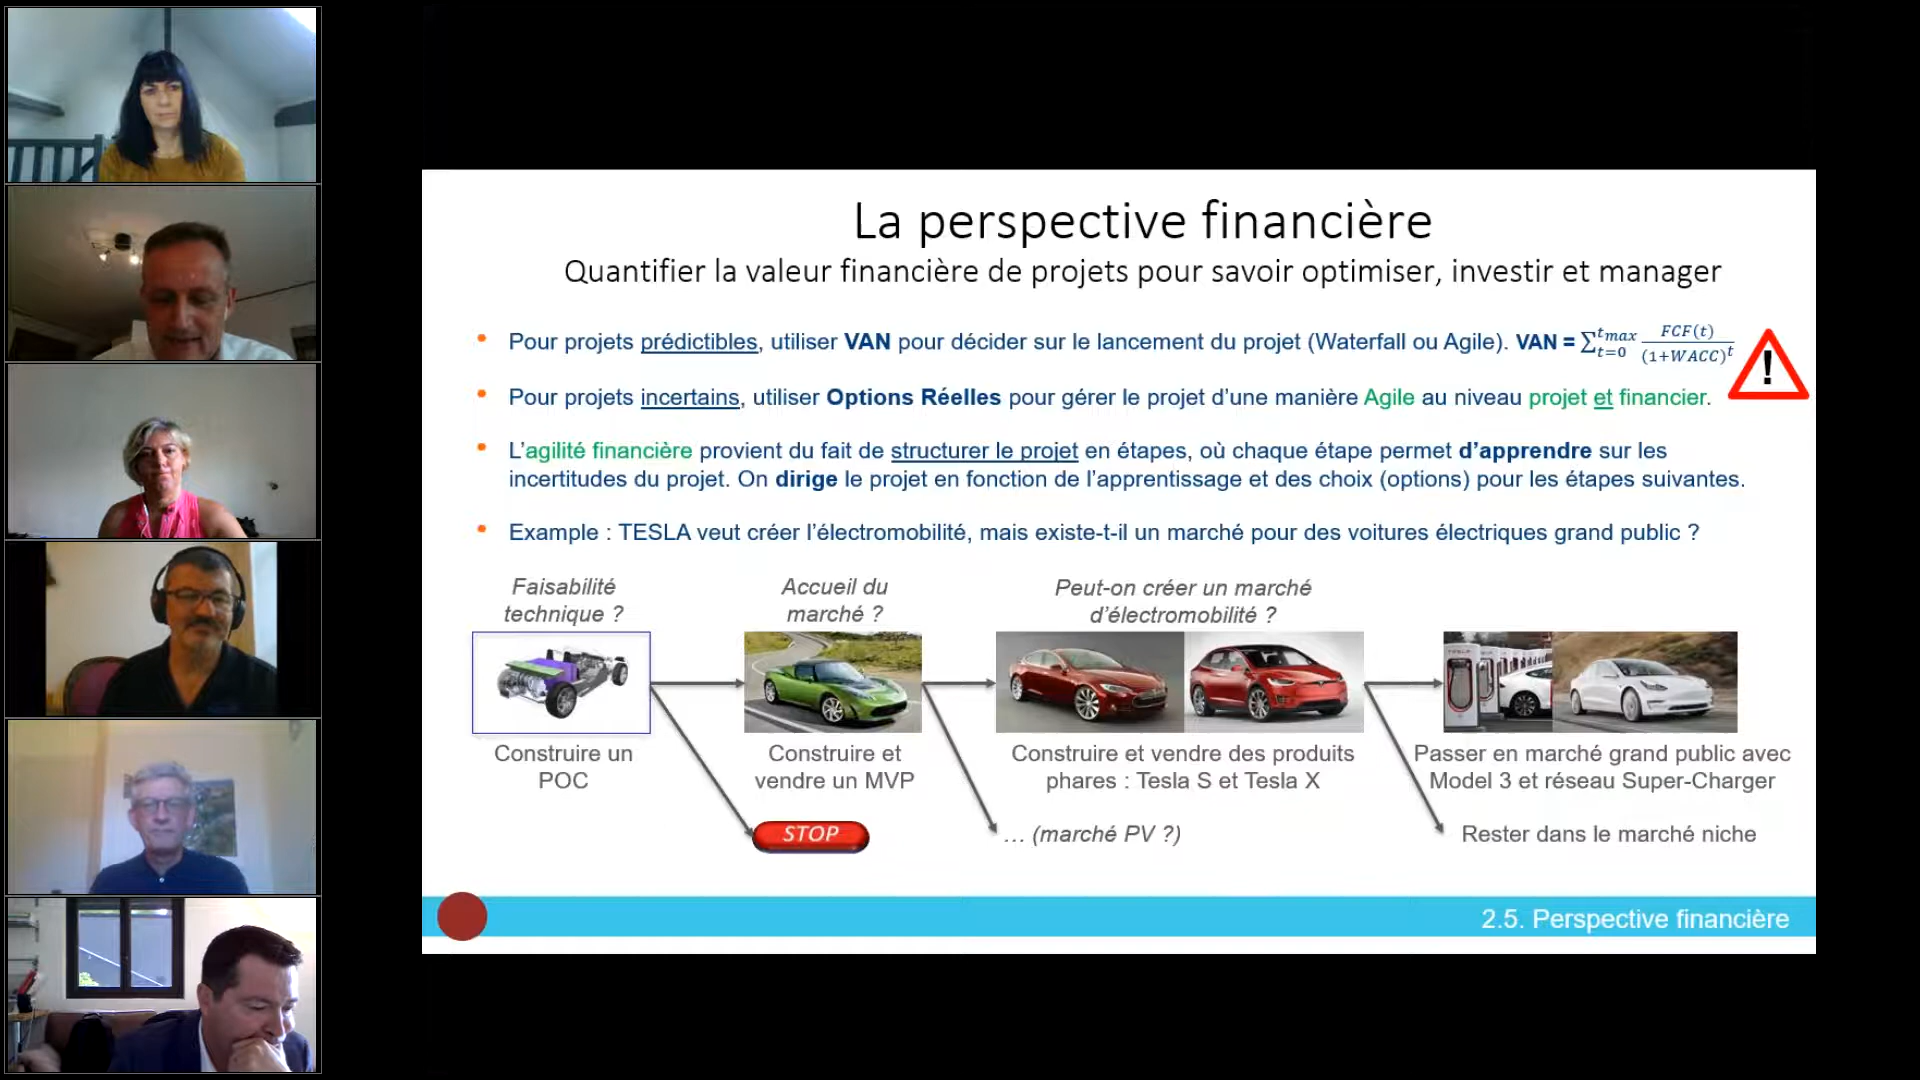 La perspective financière
Quantifier la valeur financière de projets pour savoir optimiser, investir et manager
• Pour projets prédictibles, utiliser VAN pour décider sur le lancement du projet (Waterfall ou Agile). VAN = ∑_{t=0}^{tmax} FCF(t)/(1+WACC)^t
!
• Pour projets incertains, utiliser Options Réelles pour gérer le projet d’une manière Agile au niveau projet et financier.
• L’agilité financière provient du fait de structurer le projet en étapes, où chaque étape permet d’apprendre sur les
incertitudes du projet. On dirige le projet en fonction de l’apprentissage et des choix (options) pour les étapes suivantes.
• Example : TESLA veut créer l’électromobilité, mais existe-t-il un marché pour des voitures électriques grand public ?
Faisabilité
technique ?
Accueil du
marché ?
Peut-on créer un marché
d’électromobilité ?
Construire un
POC
Construire et
vendre un MVP
Construire et vendre des produits
phares : Tesla S et Tesla X
Passer en marché grand public avec
Model 3 et réseau Super-Charger
STOP
… (marché PV ?)
Rester dans le marché niche
2.5. Perspective financière